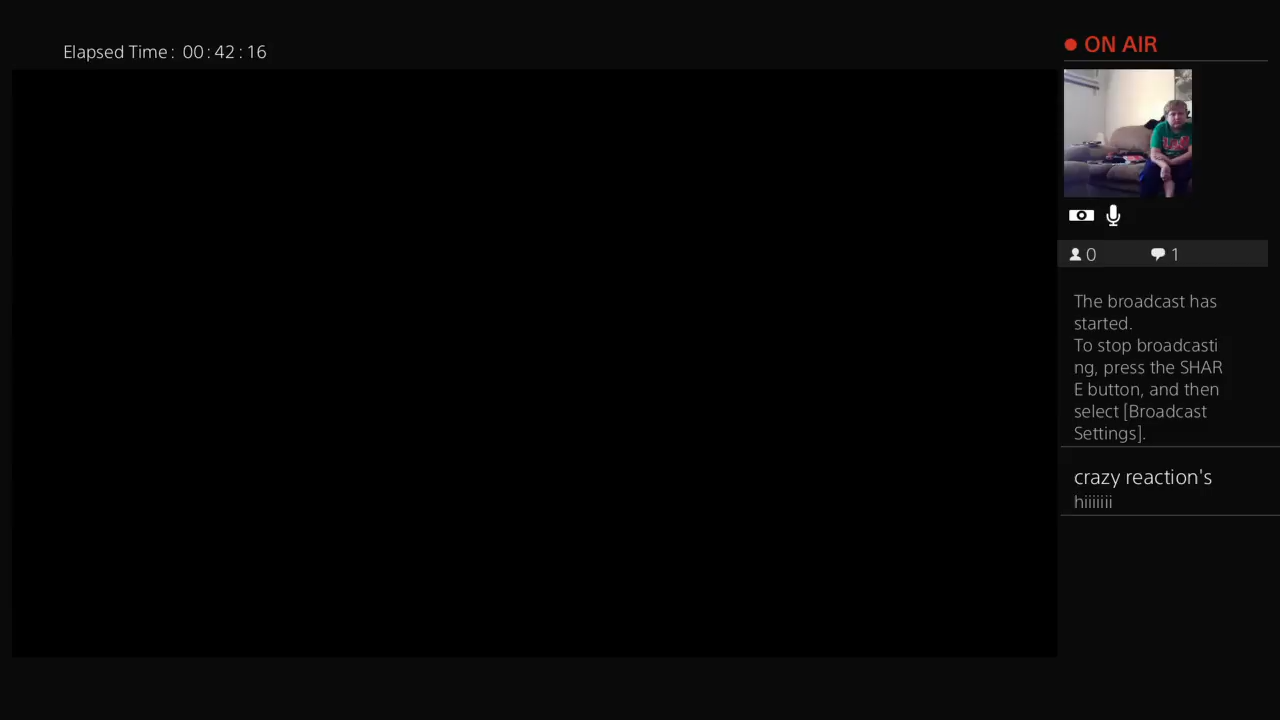 Elapsed Time: 00:42:16
ON AIR
0 1
The broadcast has
started.
To stop broadcasti
ng, press the SHAR
E button, and then
select [Broadcast
Settings].
crazy reaction's
hiiiiiii